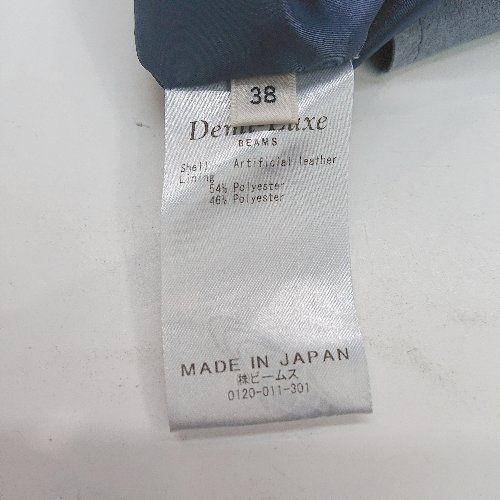 38
Demi-Luxe
BEAMS
Shell Artificial leather
Lining
54% Polyester
46% Polyester
MADE IN JAPAN
㈱ビームス
0120-011-301